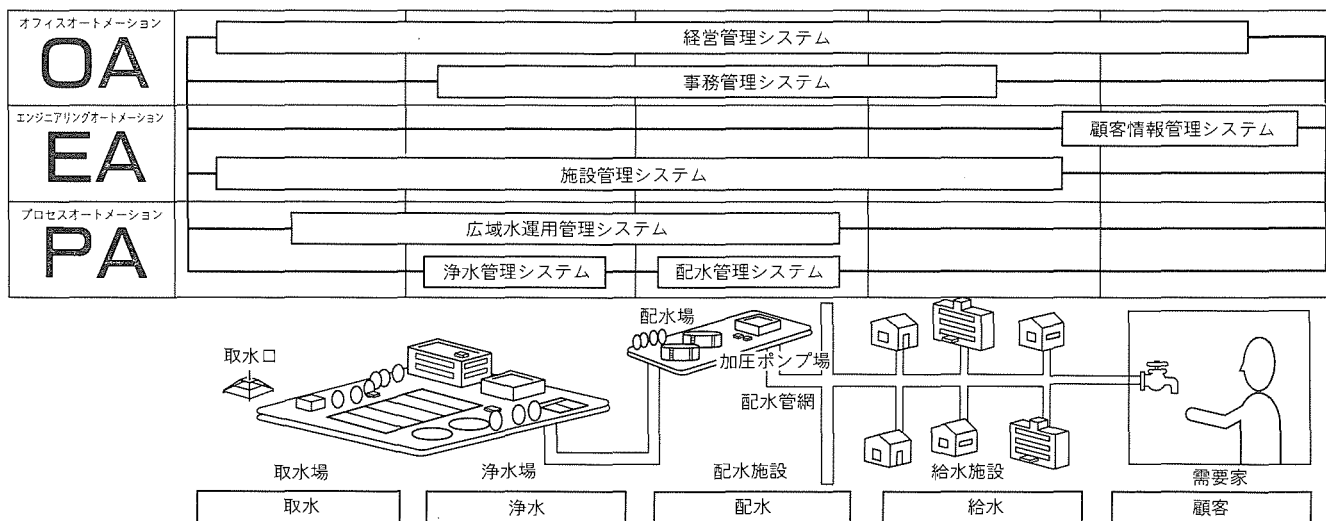 オフィスオートメーション
OA
経営管理システム
事務管理システム
エンジニアリングオートメーション
EA
顧客情報管理システム
施設管理システム
プロセスオートメーション
PA
広域水運用管理システム
浄水管理システム
配水管理システム
配水場
取水口
加圧ポンプ場
配水管網
取水場
浄水場
配水施設
給水施設
需要家
取水
浄水
配水
給水
顧客